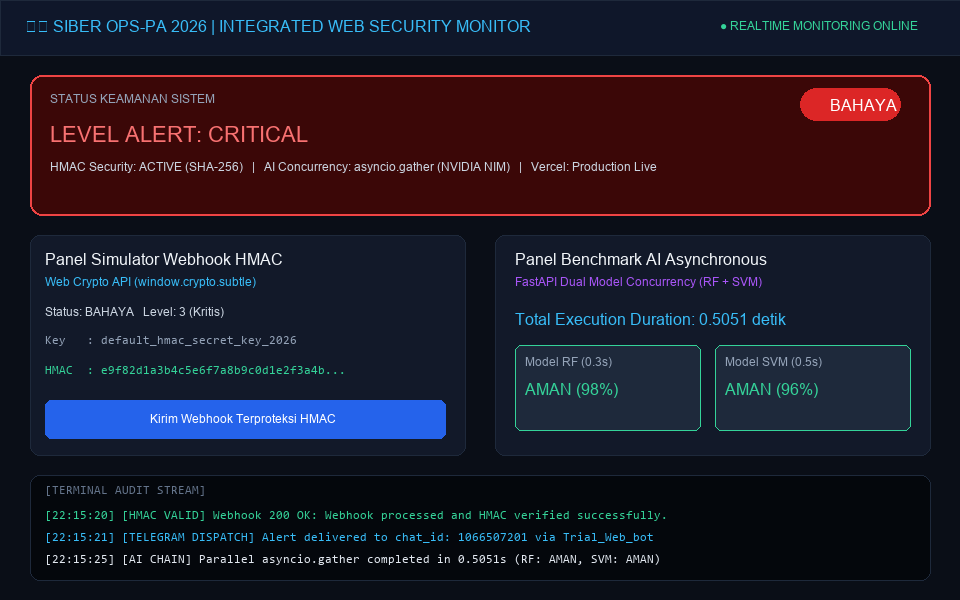 SIBER OPS-PA 2026 | INTEGRATED WEB SECURITY MONITOR
● REALTIME MONITORING ONLINE
STATUS KEAMANAN SISTEM
BAHAYA
LEVEL ALERT: CRITICAL
HMAC Security: ACTIVE (SHA-256) | AI Concurrency: asyncio.gather (NVIDIA NIM) | Vercel: Production Live
Panel Simulator Webhook HMAC
Web Crypto API (window.crypto.subtle)
Status: BAHAYA Level: 3 (Kritis)
Key : default_hmac_secret_key_2026
HMAC : e9f82d1a3b4c5e6f7a8b9c0d1e2f3a4b...
Kirim Webhook Terproteksi HMAC
Panel Benchmark AI Asynchronous
FastAPI Dual Model Concurrency (RF + SVM)
Total Execution Duration: 0.5051 detik
Model RF (0.3s)
AMAN (98%)
Model SVM (0.5s)
AMAN (96%)
[TERMINAL AUDIT STREAM]
[22:15:20] [HMAC VALID] Webhook 200 OK: Webhook processed and HMAC verified successfully.
[22:15:21] [TELEGRAM DISPATCH] Alert delivered to chat_id: 1066507201 via Trial_Web_bot
[22:15:25] [AI CHAIN] Parallel asyncio.gather completed in 0.5051s (RF: AMAN, SVM: AMAN)